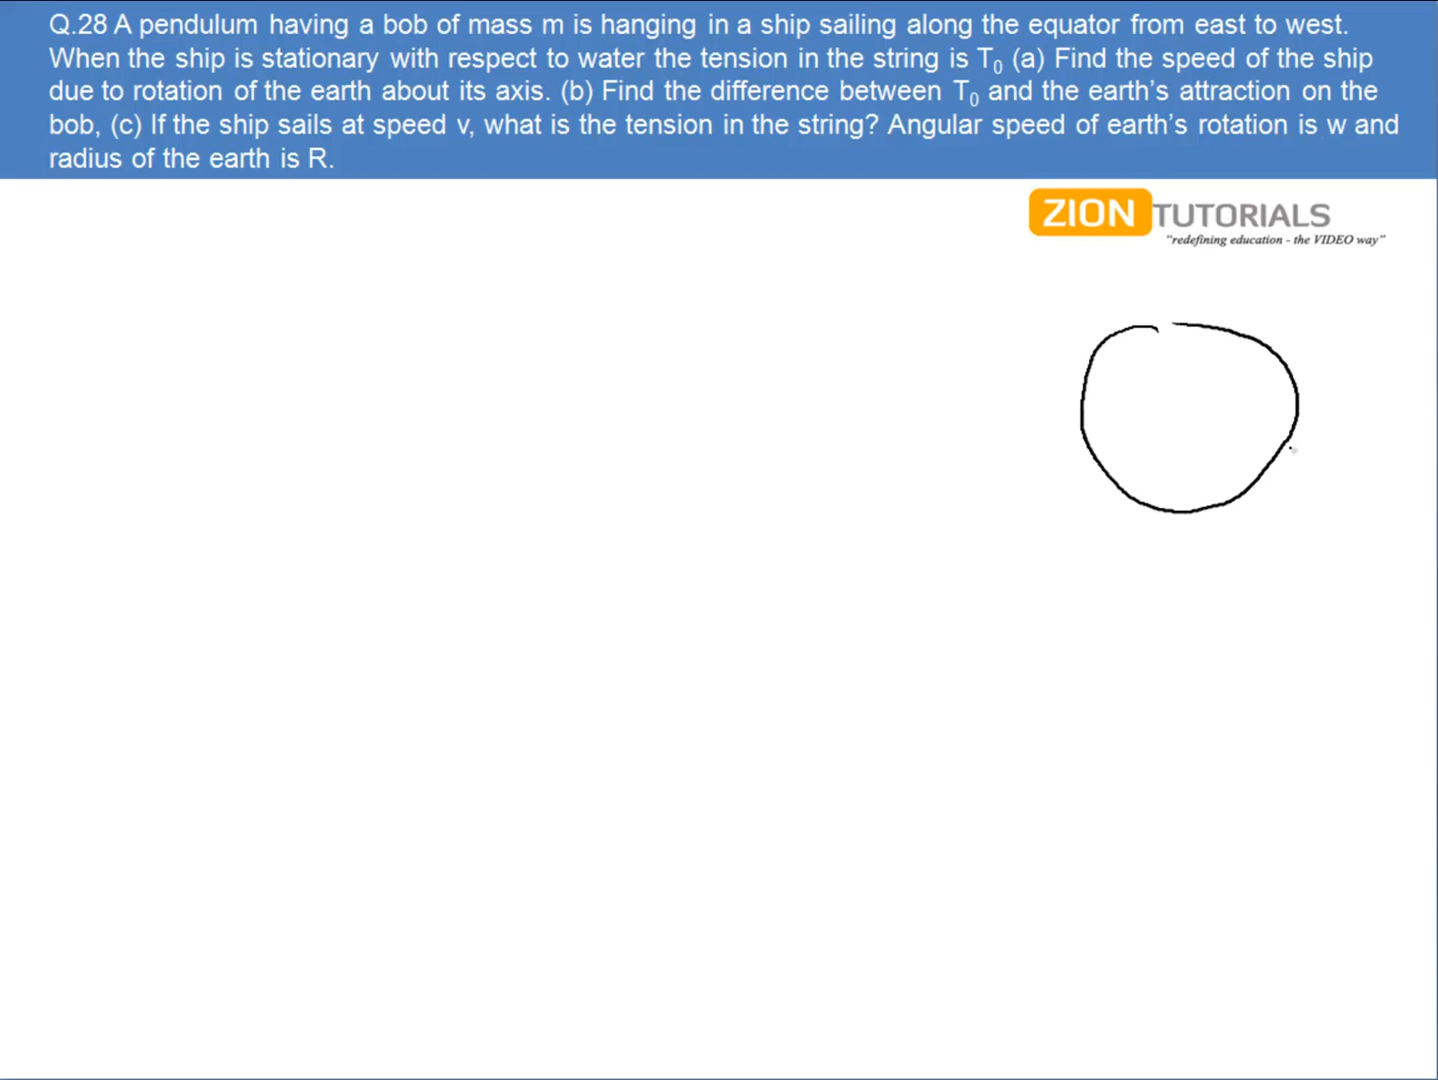 Q.28 A pendulum having a bob of mass m is hanging in a ship sailing along the equator from east to west.
When the ship is stationary with respect to water the tension in the string is T₀ (a) Find the speed of the ship
due to rotation of the earth about its axis. (b) Find the difference between T₀ and the earth's attraction on the
bob, (c) If the ship sails at speed v, what is the tension in the string? Angular speed of earth's rotation is w and
radius of the earth is R.
ZION TUTORIALS
"redefining education - the VIDEO way"